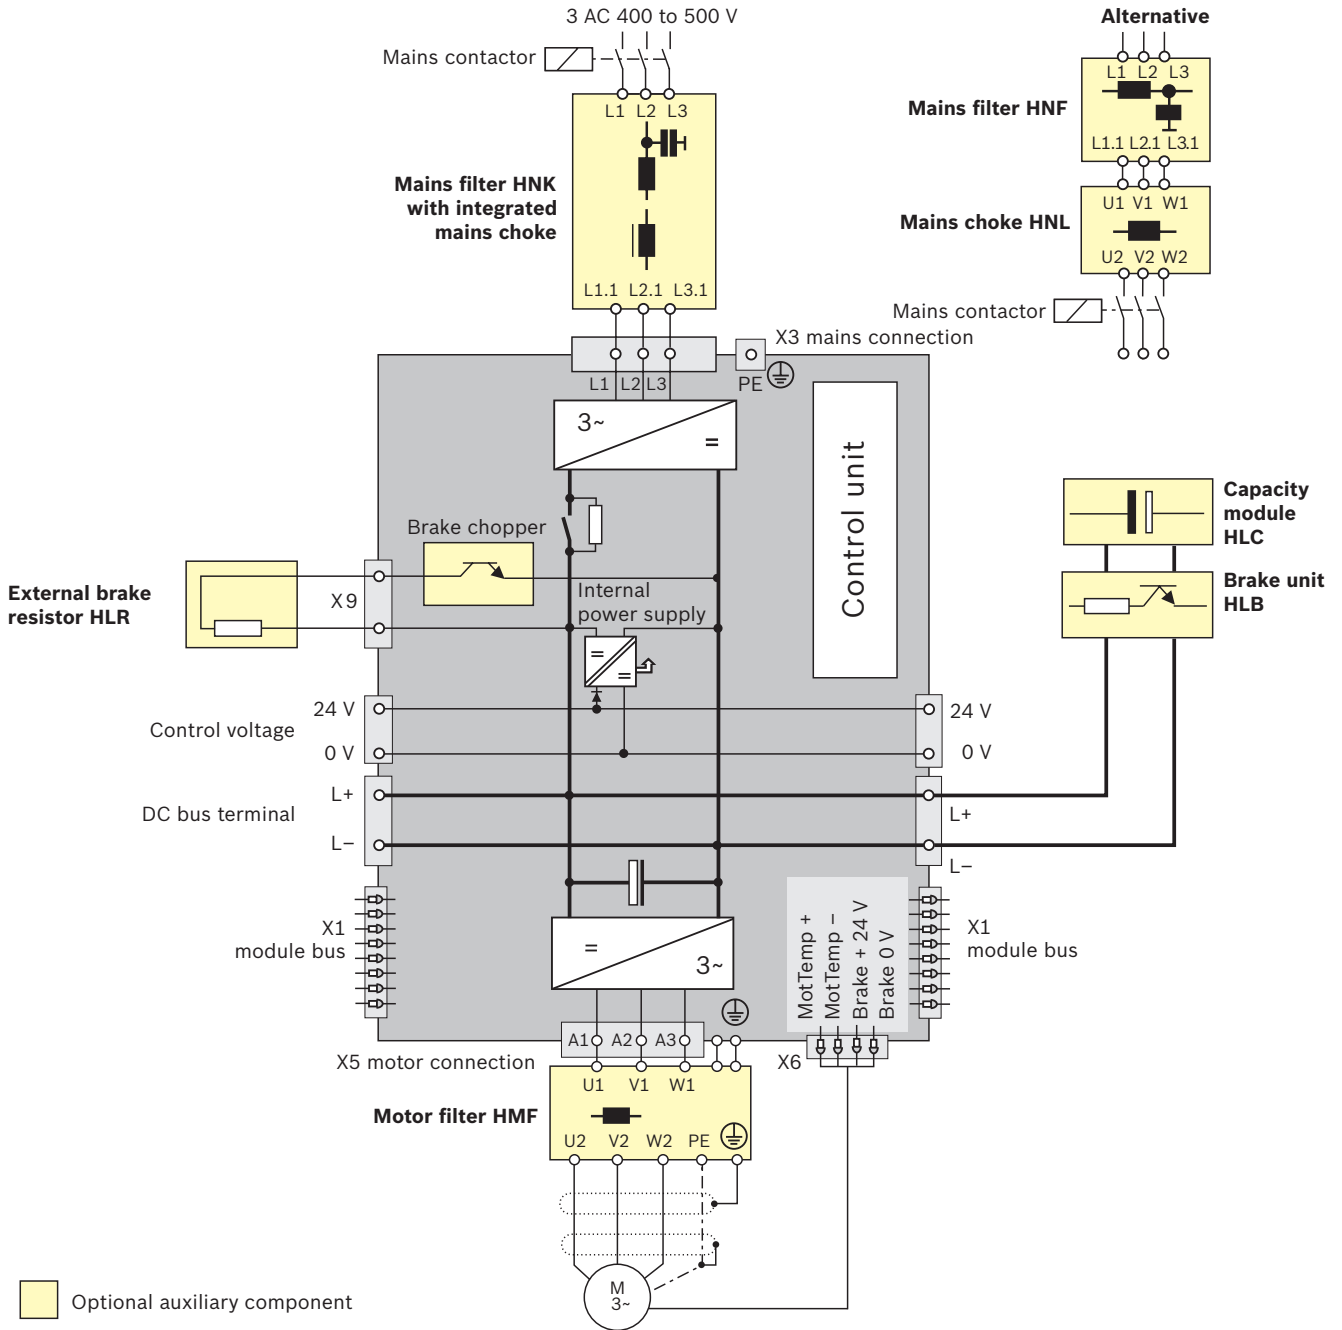 3 AC 400 to 500 V
Mains contactor
L1 L2 L3
Mains filter HNK
with integrated
mains choke
L1.1 L2.1 L3.1
Alternative
L1 L2 L3
Mains filter HNF
L1.1 L2.1 L3.1
U1 V1 W1
Mains choke HNL
U2 V2 W2
Mains contactor
X3 mains connection
L1 L2 L3
PE
3~
=
Control unit
Brake chopper
External brake
resistor HLR
X9
Internal
power supply
=
=
Capacity
module
HLC
Brake unit
HLB
Control voltage
24 V
0 V
24 V
0 V
DC bus terminal
L+
L−
L+
L−
X1
module bus
=
3~
MotTemp +
MotTemp −
Brake + 24 V
Brake 0 V
X1
module bus
A1 A2 A3
X5 motor connection
X6
U1 V1 W1
Motor filter HMF
U2 V2 W2 PE
M
3~
Optional auxiliary component